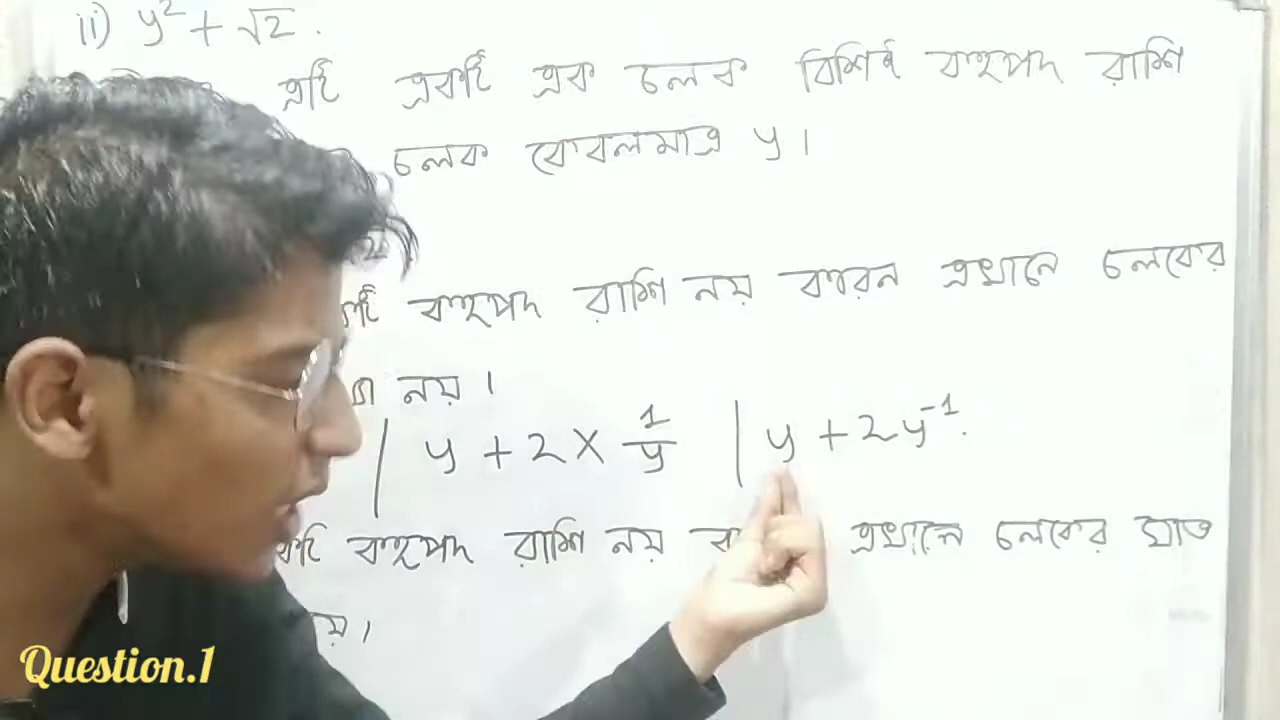 ii) y² + √2.
এটি একটি এক চলক বিশিষ্ট বহুপদ রাশি
চলক কেবলমাত্র y।
বহুপদ রাশি নয় কারন এখানে চলকের
নয়।
| y + 2 × 1/y | y + 2y⁻¹.
বহুপদ রাশি নয় এখানে চলকের ঘাত
Question.1